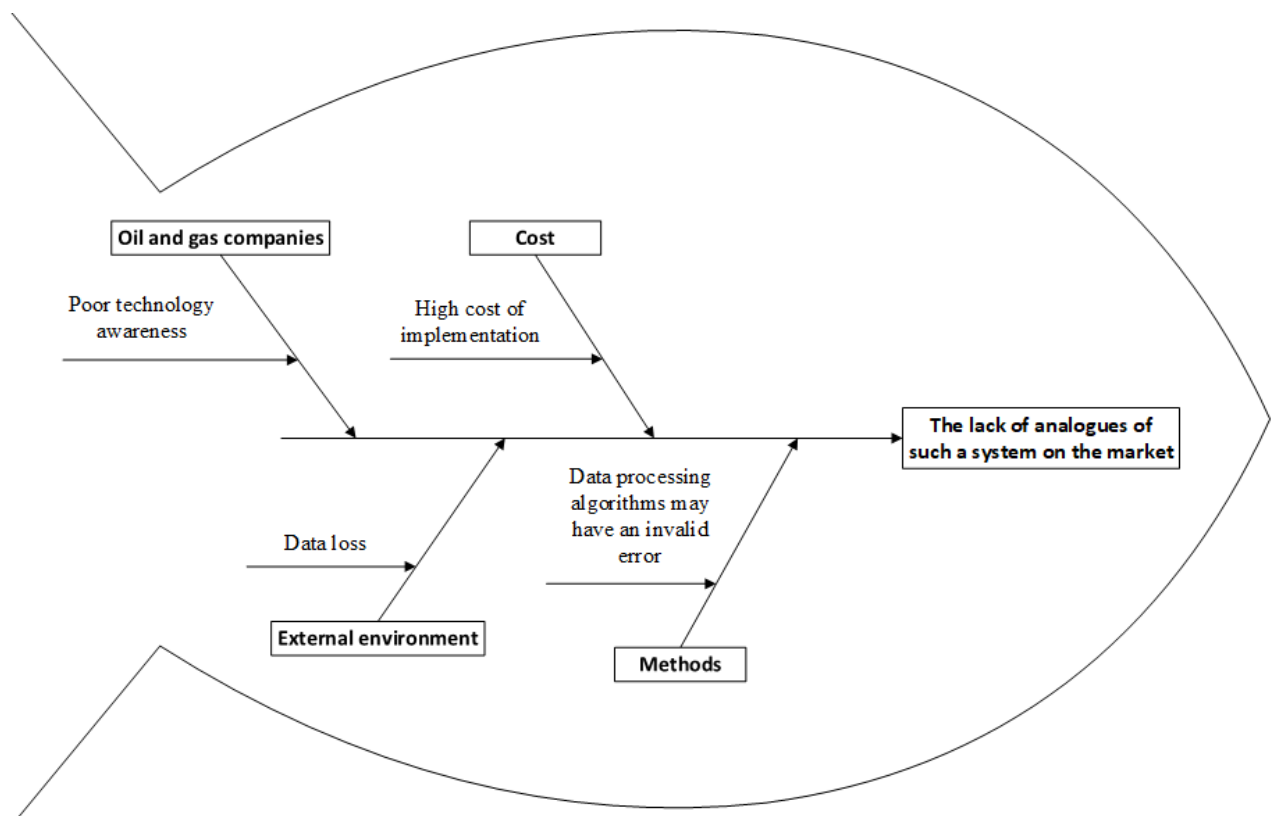 Oil and gas companies
Cost
Poor technology
awareness
High cost of
implementation
The lack of analogues of
such a system on the market
Data processing
algorithms may
have an invalid
error
Data loss
External environment
Methods